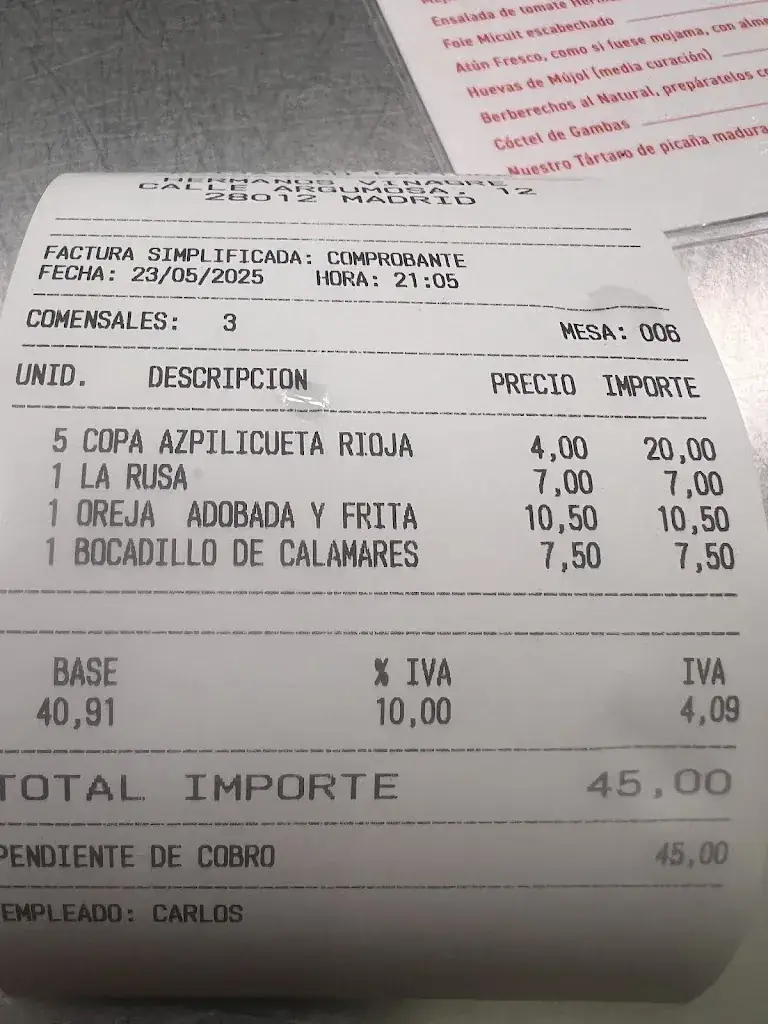 Ensalada de tomate
Foie Micuit escabechado
Atún Fresco, como si fuese mojama, con
Huevas de Mújol (media curación)
Berberechos al Natural, prepáratelos
Cóctel de Gambas
Nuestro Tártaro de picaña
HERMANOS VINAGRE
CALLE ARGUMOSA, 12
28012 MADRID
FACTURA SIMPLIFICADA: COMPROBANTE
FECHA: 23/05/2025 HORA: 21:05
COMENSALES: 3 MESA: 006
UNID. DESCRIPCION PRECIO IMPORTE
5 COPA AZPILICUETA RIOJA 4,00 20,00
1 LA RUSA 7,00 7,00
1 OREJA ADOBADA Y FRITA 10,50 10,50
1 BOCADILLO DE CALAMARES 7,50 7,50
BASE % IVA IVA
40,91 10,00 4,09
TOTAL IMPORTE 45,00
PENDIENTE DE COBRO 45,00
EMPLEADO: CARLOS